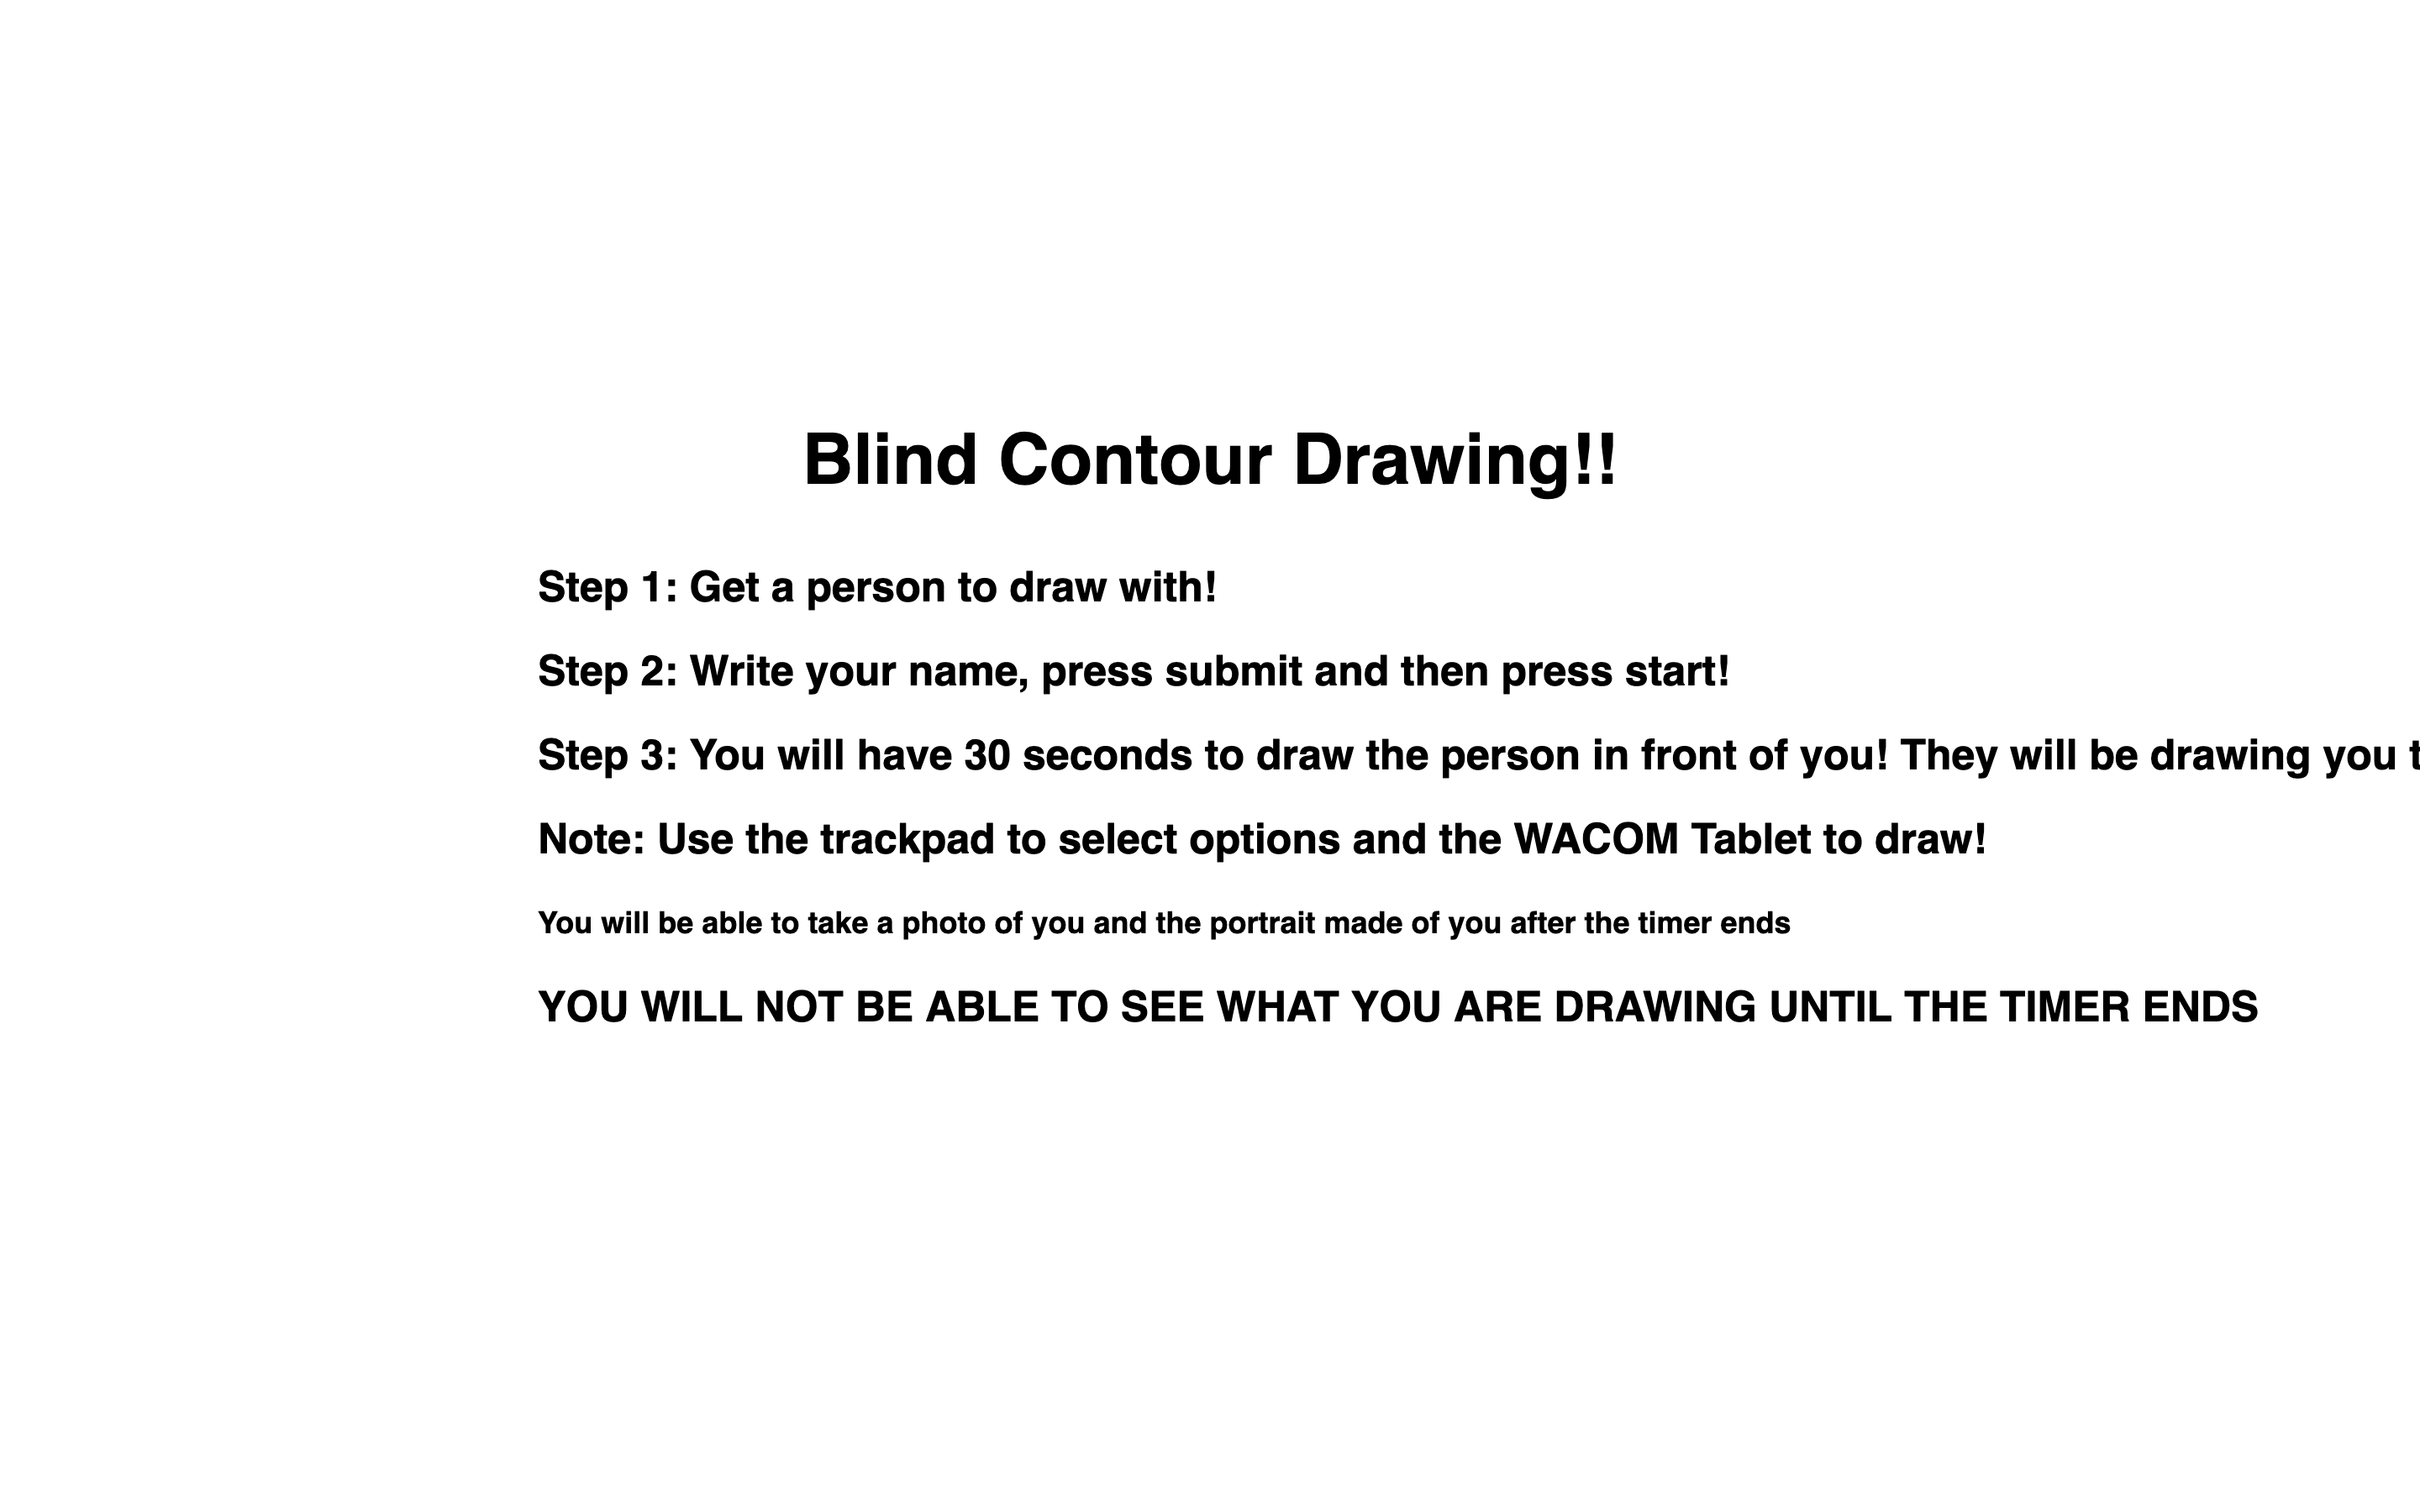 Blind Contour Drawing!!
Step 1: Get a person to draw with!
Step 2: Write your name, press submit and then press start!
Step 3: You will have 30 seconds to draw the person in front of you! They will be drawing you
Note: Use the trackpad to select options and the WACOM Tablet to draw!
You will be able to take a photo of you and the portrait made of you after the timer ends
YOU WILL NOT BE ABLE TO SEE WHAT YOU ARE DRAWING UNTIL THE TIMER ENDS